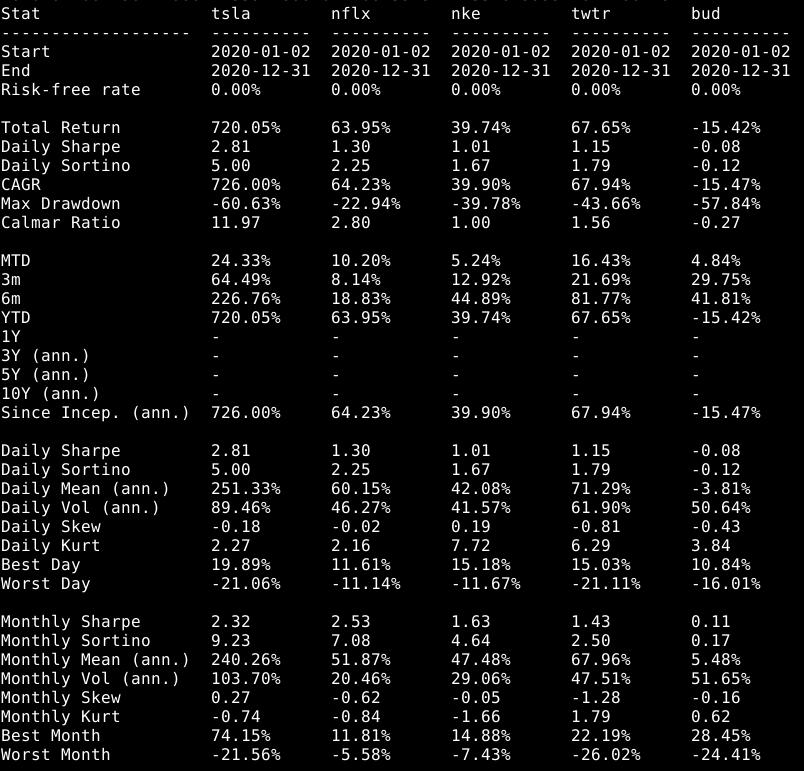 Stat tsla nflx nke twtr bud
------------------- ---------- ---------- ---------- ---------- ----------
Start 2020-01-02 2020-01-02 2020-01-02 2020-01-02 2020-01-02
End 2020-12-31 2020-12-31 2020-12-31 2020-12-31 2020-12-31
Risk-free rate 0.00% 0.00% 0.00% 0.00% 0.00%
Total Return 720.05% 63.95% 39.74% 67.65% -15.42%
Daily Sharpe 2.81 1.30 1.01 1.15 -0.08
Daily Sortino 5.00 2.25 1.67 1.79 -0.12
CAGR 726.00% 64.23% 39.90% 67.94% -15.47%
Max Drawdown -60.63% -22.94% -39.78% -43.66% -57.84%
Calmar Ratio 11.97 2.80 1.00 1.56 -0.27
MTD 24.33% 10.20% 5.24% 16.43% 4.84%
3m 64.49% 8.14% 12.92% 21.69% 29.75%
6m 226.76% 18.83% 44.89% 81.77% 41.81%
YTD 720.05% 63.95% 39.74% 67.65% -15.42%
1Y - - - - -
3Y (ann.) - - - - -
5Y (ann.) - - - - -
10Y (ann.) - - - - -
Since Incep. (ann.) 726.00% 64.23% 39.90% 67.94% -15.47%
Daily Sharpe 2.81 1.30 1.01 1.15 -0.08
Daily Sortino 5.00 2.25 1.67 1.79 -0.12
Daily Mean (ann.) 251.33% 60.15% 42.08% 71.29% -3.81%
Daily Vol (ann.) 89.46% 46.27% 41.57% 61.90% 50.64%
Daily Skew -0.18 -0.02 0.19 -0.81 -0.43
Daily Kurt 2.27 2.16 7.72 6.29 3.84
Best Day 19.89% 11.61% 15.18% 15.03% 10.84%
Worst Day -21.06% -11.14% -11.67% -21.11% -16.01%
Monthly Sharpe 2.32 2.53 1.63 1.43 0.11
Monthly Sortino 9.23 7.08 4.64 2.50 0.17
Monthly Mean (ann.) 240.26% 51.87% 47.48% 67.96% 5.48%
Monthly Vol (ann.) 103.70% 20.46% 29.06% 47.51% 51.65%
Monthly Skew 0.27 -0.62 -0.05 -1.28 -0.16
Monthly Kurt -0.74 -0.84 -1.66 1.79 0.62
Best Month 74.15% 11.81% 14.88% 22.19% 28.45%
Worst Month -21.56% -5.58% -7.43% -26.02% -24.41%